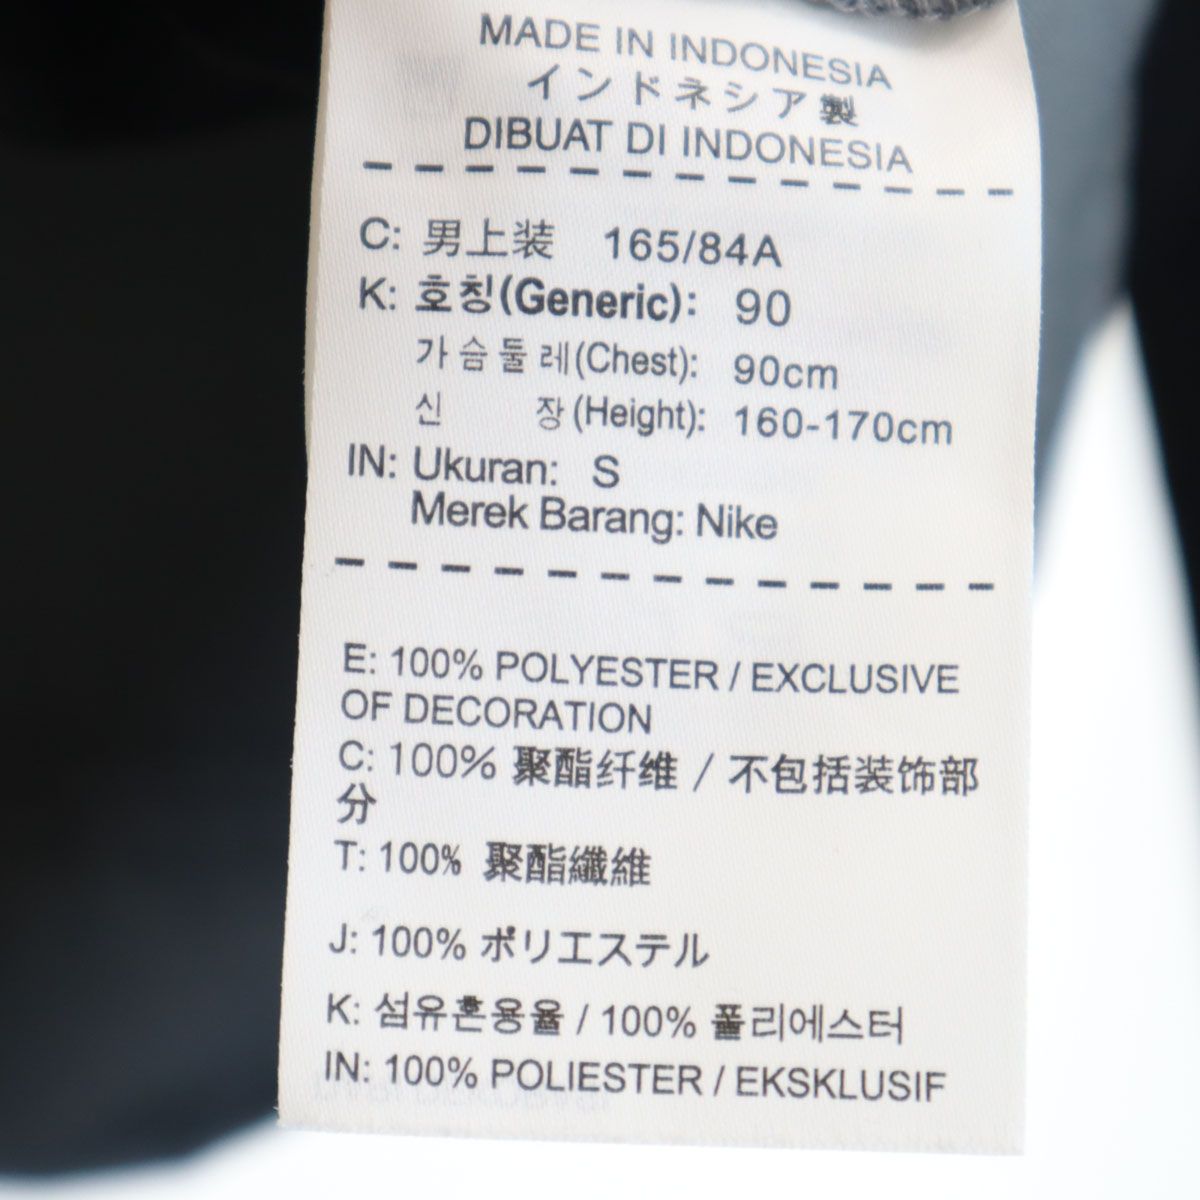 MADE IN INDONESIA
インドネシア製
DIBUAT DI INDONESIA
C: 男上装 165/84A
K: 호칭(Generic): 90
가슴둘레(Chest): 90cm
신 장(Height): 160-170cm
IN: Ukuran: S
Merek Barang: Nike
E: 100% POLYESTER / EXCLUSIVE
OF DECORATION
C: 100% 聚酯纤维 / 不包括装饰部
分
T: 100% 聚酯纖維
J: 100% ポリエステル
K: 섬유혼용율 / 100% 폴리에스터
IN: 100% POLIESTER / EKSKLUSIF